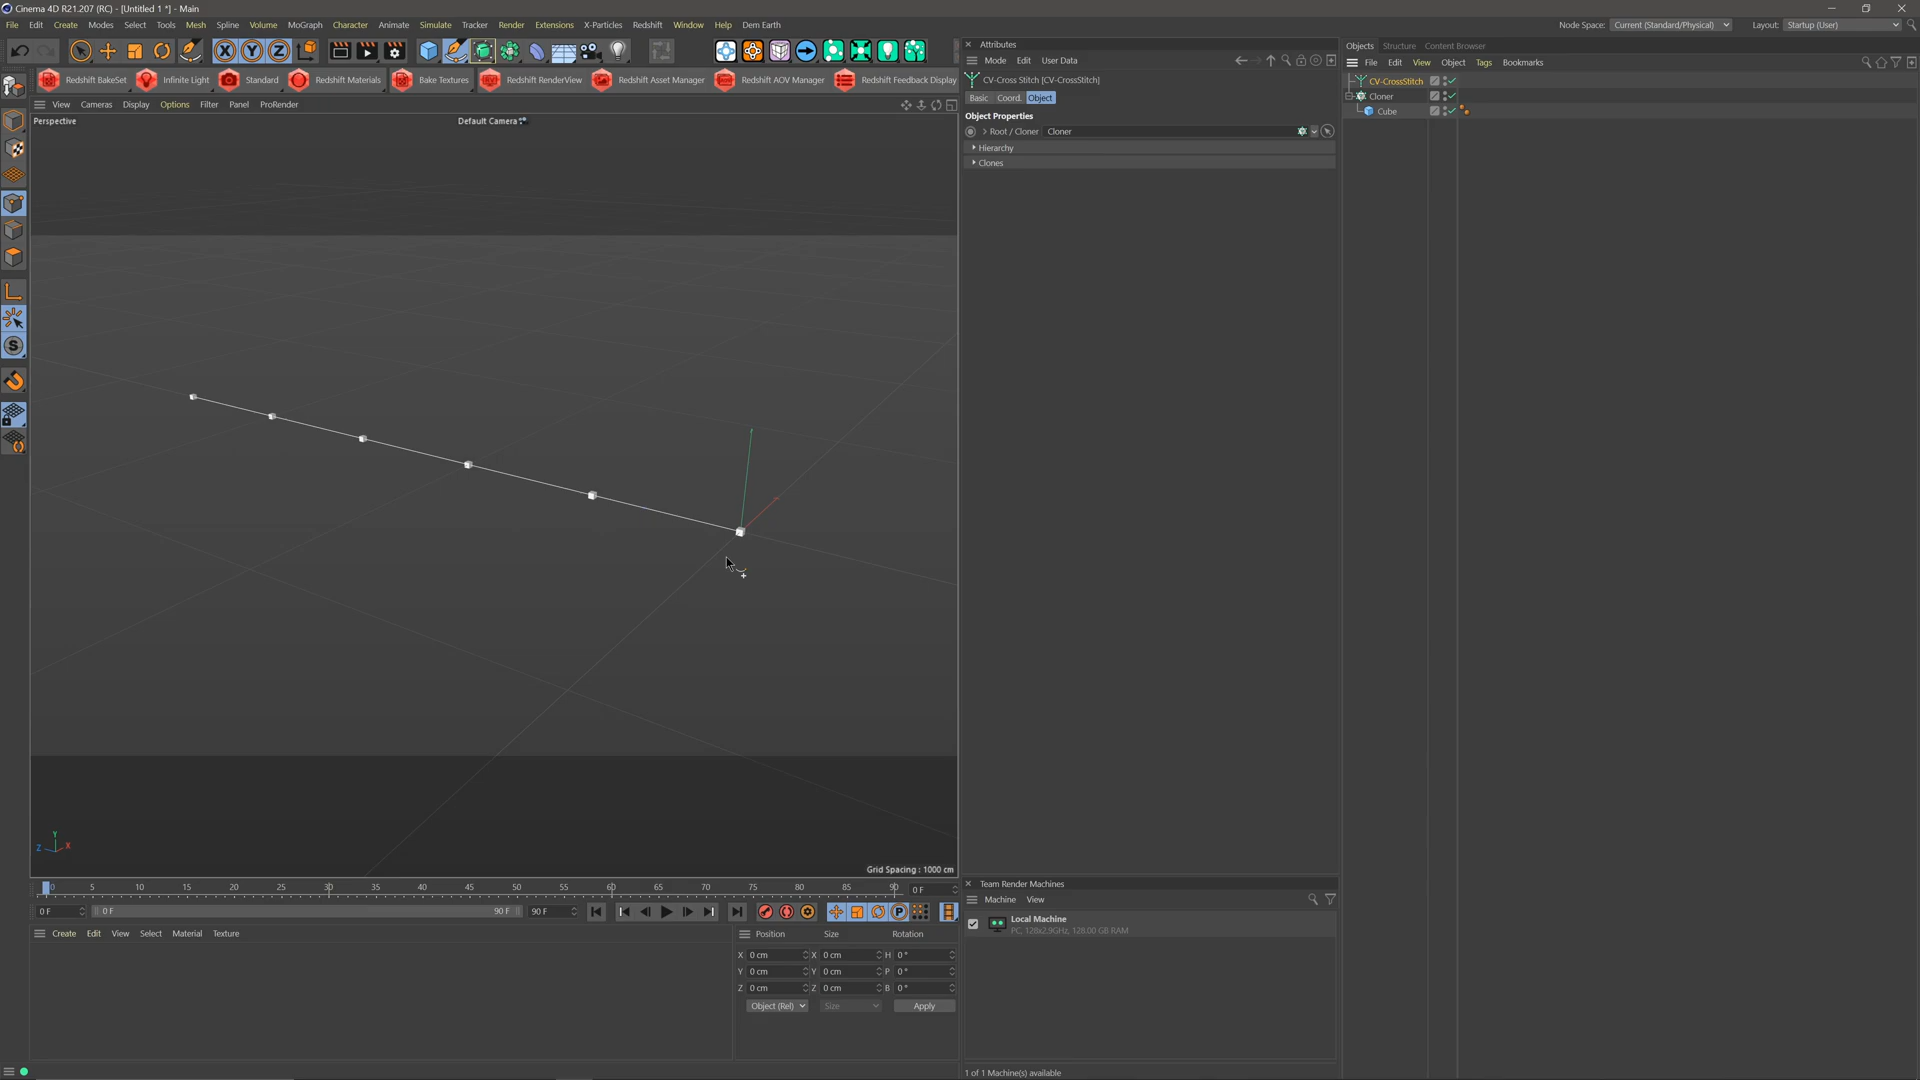 Cinema 4D R21.207 (RC) - [Untitled 1 *] - Main
File Edit Create Modes Select Tools Mesh Spline Volume MoGraph Character Animate Simulate Tracker Render Extensions X-Particles Redshift Window Help Dem Earth
Node Space: Current (Standard/Physical) Layout: Startup (User)
X Y Z
Redshift BakeSet Infinite Light Standard Redshift Materials Bake Textures Redshift RenderView Redshift Asset Manager Redshift AOV Manager Redshift Feedback Display
View Cameras Display Options Filter Panel ProRender
Perspective
Default Camera
S
Y
Z X
Grid Spacing : 1000 cm
Attributes
Mode Edit User Data
CV-Cross Stitch [CV-CrossStitch]
Basic Coord. Object
Object Properties
Root / Cloner Cloner
Hierarchy
Clones
Objects Structure Content Browser
File Edit View Object Tags Bookmarks
CV-CrossStitch
Cloner
Cube
0 5 10 15 20 25 30 35 40 45 50 55 60 65 70 75 80 85 90 0 F
0 F 0 F 90 F 90 F
P
Create Edit View Select Material Texture
Position Size Rotation
X 0 cm X 0 cm H 0 °
Y 0 cm Y 0 cm P 0 °
Z 0 cm Z 0 cm B 0 °
Object (Rel) Size Apply
Team Render Machines
Machine View
Local Machine
PC, 128x2.9GHz, 128.00 GB RAM
1 of 1 Machine(s) available